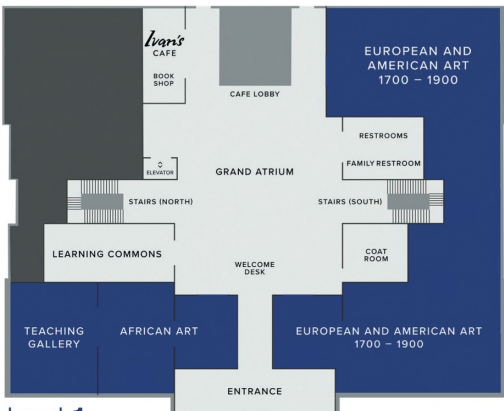 Ivan's
CAFE
BOOK
SHOP
CAFE LOBBY
EUROPEAN AND
AMERICAN ART
1700 – 1900
RESTROOMS
FAMILY RESTROOM
ELEVATOR
GRAND ATRIUM
STAIRS (NORTH)
STAIRS (SOUTH)
LEARNING COMMONS
WELCOME
DESK
COAT
ROOM
TEACHING
GALLERY
AFRICAN ART
EUROPEAN AND AMERICAN ART
1700 – 1900
ENTRANCE